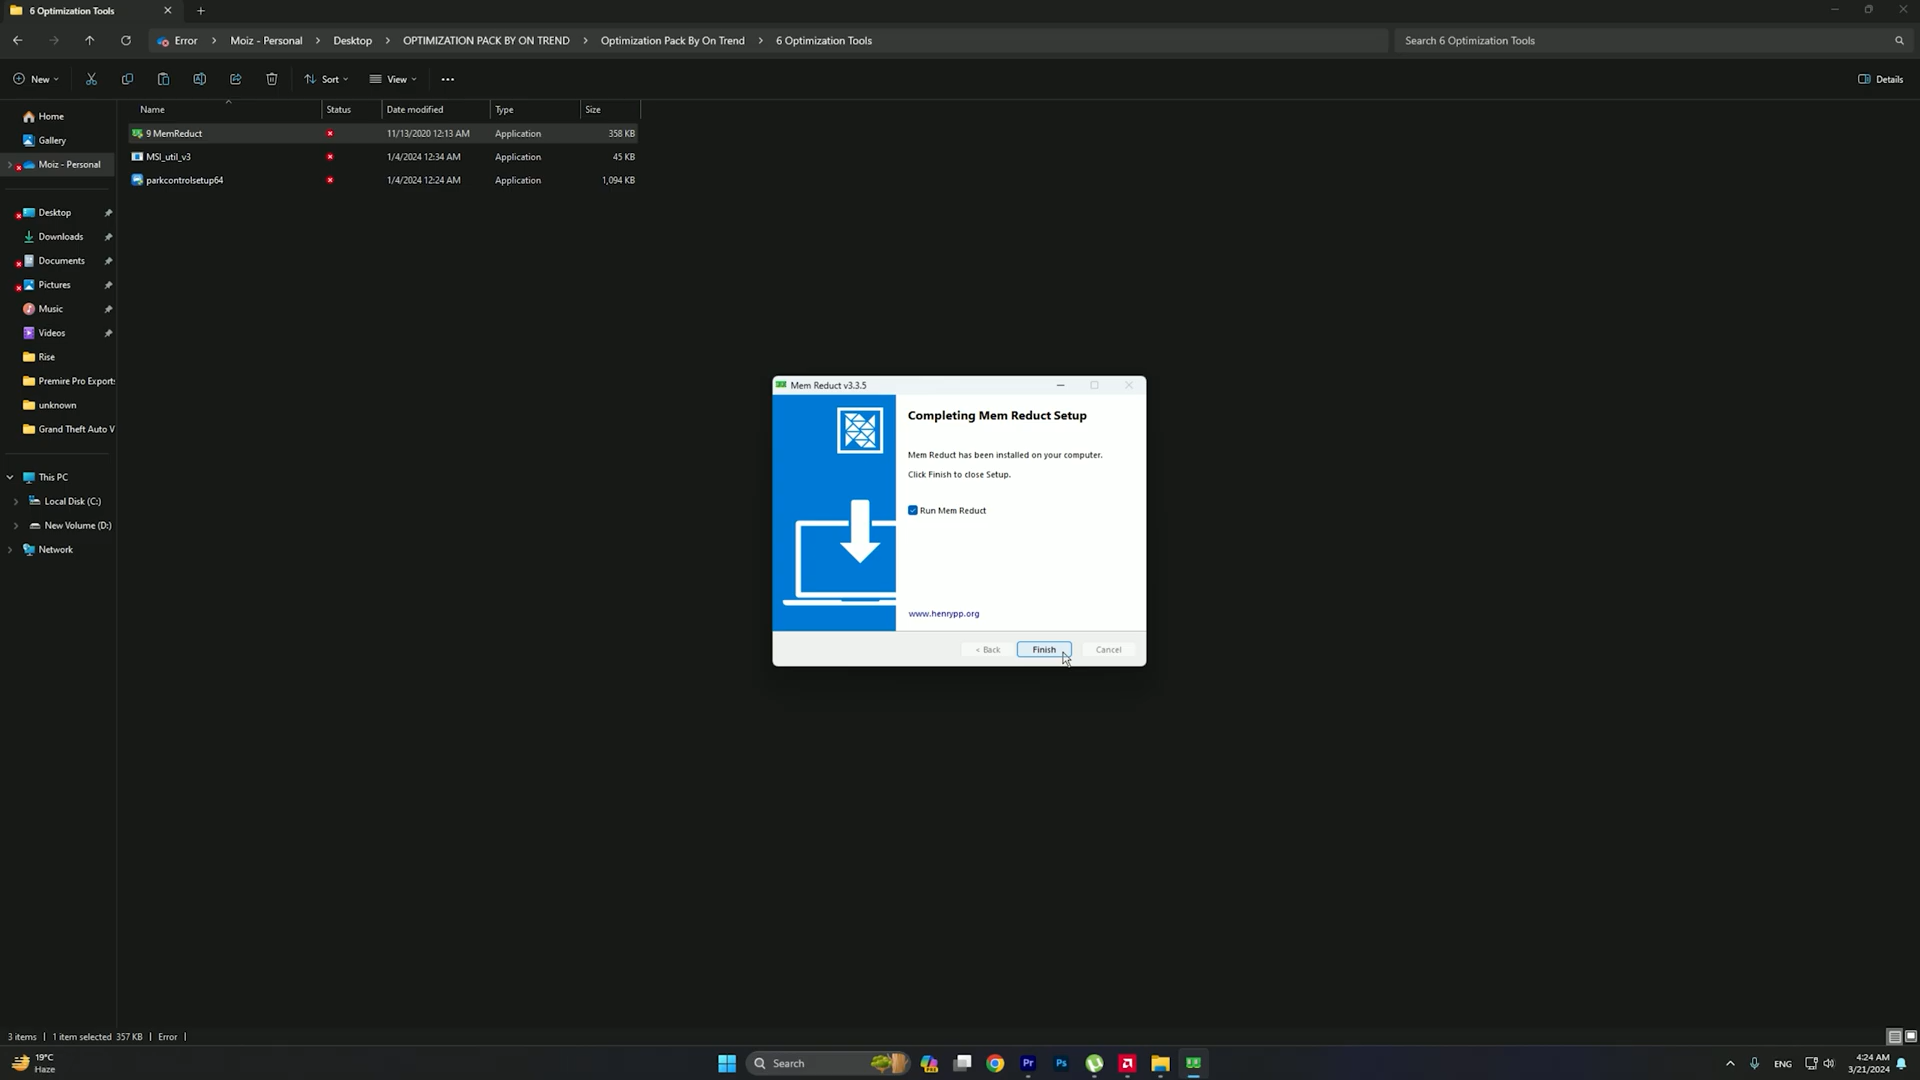 6 Optimization Tools
Error > Moiz - Personal > Desktop > OPTIMIZATION PACK BY ON TREND > Optimization Pack By On Trend > 6 Optimization Tools
Search 6 Optimization Tools
New
Sort
View
Details
Name Status Date modified Type Size
9 MemReduct 11/13/2020 12:13 AM Application 358 KB
MSI_util_v3 1/4/2024 12:34 AM Application 45 KB
parkcontrolsetup64 1/4/2024 12:24 AM Application 1,094 KB
Home
Gallery
Moiz - Personal
Desktop
Downloads
Documents
Pictures
Music
Videos
Rise
Premire Pro Exports
unknown
Grand Theft Auto V
This PC
Local Disk (C:)
New Volume (D:)
Network
Mem Reduct v3.3.5
Completing Mem Reduct Setup
Mem Reduct has been installed on your computer.
Click Finish to close Setup.
Run Mem Reduct
www.henrypp.org
< Back Finish Cancel
3 items 1 item selected 357 KB Error
19°C
Haze
Search
PRE
Pr
Ps
ENG
4:24 AM
3/21/2024